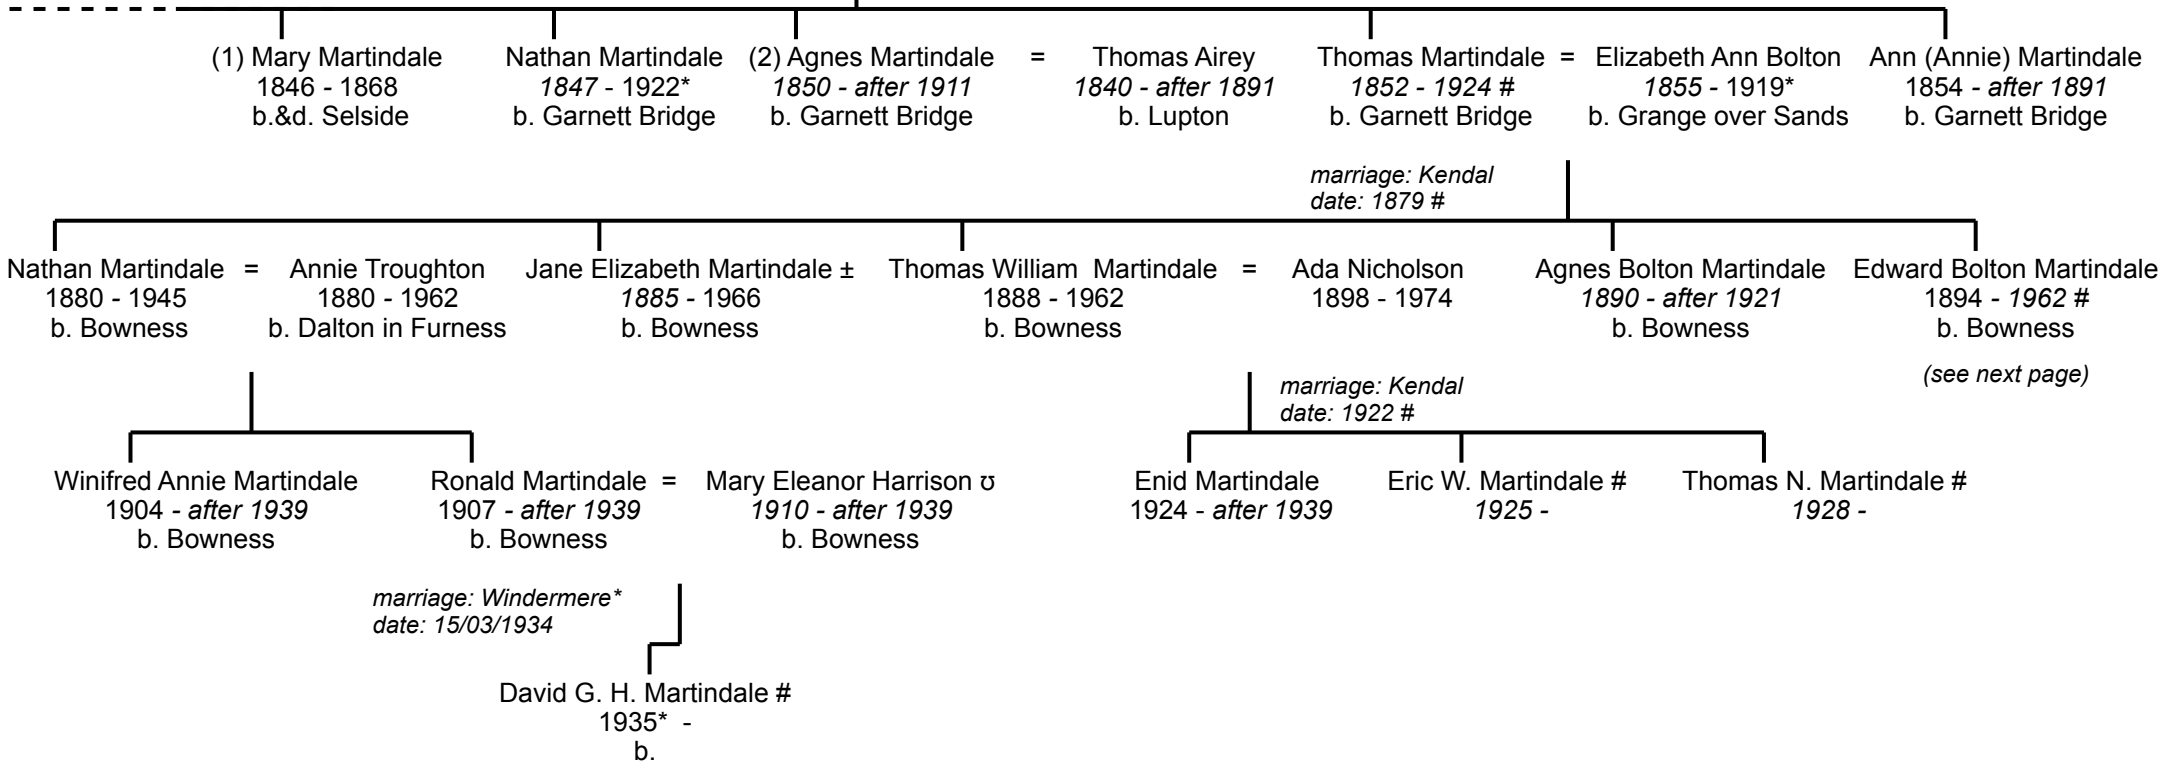 (1) Mary Martindale
1846 - 1868
b.&d. Selside
Nathan Martindale
1847 - 1922*
b. Garnett Bridge
(2) Agnes Martindale
1850 - after 1911
b. Garnett Bridge
=
Thomas Airey
1840 - after 1891
b. Lupton
Thomas Martindale
1852 - 1924 #
b. Garnett Bridge
=
Elizabeth Ann Bolton
1855 - 1919*
b. Grange over Sands
Ann (Annie) Martindale
1854 - after 1891
b. Garnett Bridge
marriage: Kendal
date: 1879 #
Nathan Martindale
1880 - 1945
b. Bowness
=
Annie Troughton
1880 - 1962
b. Dalton in Furness
Jane Elizabeth Martindale ±
1885 - 1966
b. Bowness
Thomas William Martindale
1888 - 1962
b. Bowness
=
Ada Nicholson
1898 - 1974
Agnes Bolton Martindale
1890 - after 1921
b. Bowness
Edward Bolton Martindale
1894 - 1962 #
b. Bowness
(see next page)
marriage: Kendal
date: 1922 #
Winifred Annie Martindale
1904 - after 1939
b. Bowness
Ronald Martindale
1907 - after 1939
b. Bowness
=
Mary Eleanor Harrison ʊ
1910 - after 1939
b. Bowness
Enid Martindale
1924 - after 1939
Eric W. Martindale #
1925 -
Thomas N. Martindale #
1928 -
marriage: Windermere*
date: 15/03/1934
David G. H. Martindale #
1935* -
b.